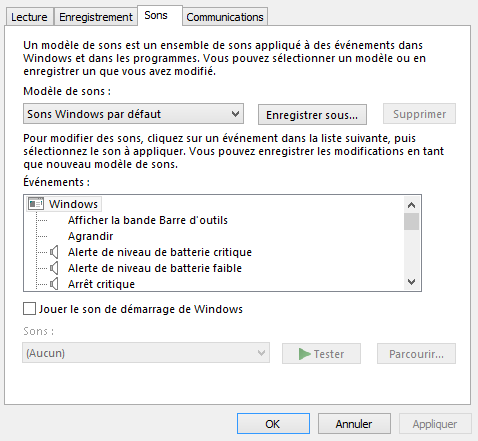 Lecture
Enregistrement
Sons
Communications
Un modèle de sons est un ensemble de sons appliqué à des événements dans
Windows et dans les programmes. Vous pouvez sélectionner un modèle ou en
enregistrer un que vous avez modifié.
Modèle de sons :
Sons Windows par défaut
Enregistrer sous...
Supprimer
Pour modifier des sons, cliquez sur un événement dans la liste suivante, puis
sélectionnez le son à appliquer. Vous pouvez enregistrer les modifications en tant
que nouveau modèle de sons.
Événements :
Windows
Afficher la bande Barre d'outils
Agrandir
Alerte de niveau de batterie critique
Alerte de niveau de batterie faible
Arrêt critique
Jouer le son de démarrage de Windows
Sons :
(Aucun)
Tester
Parcourir...
OK
Annuler
Appliquer